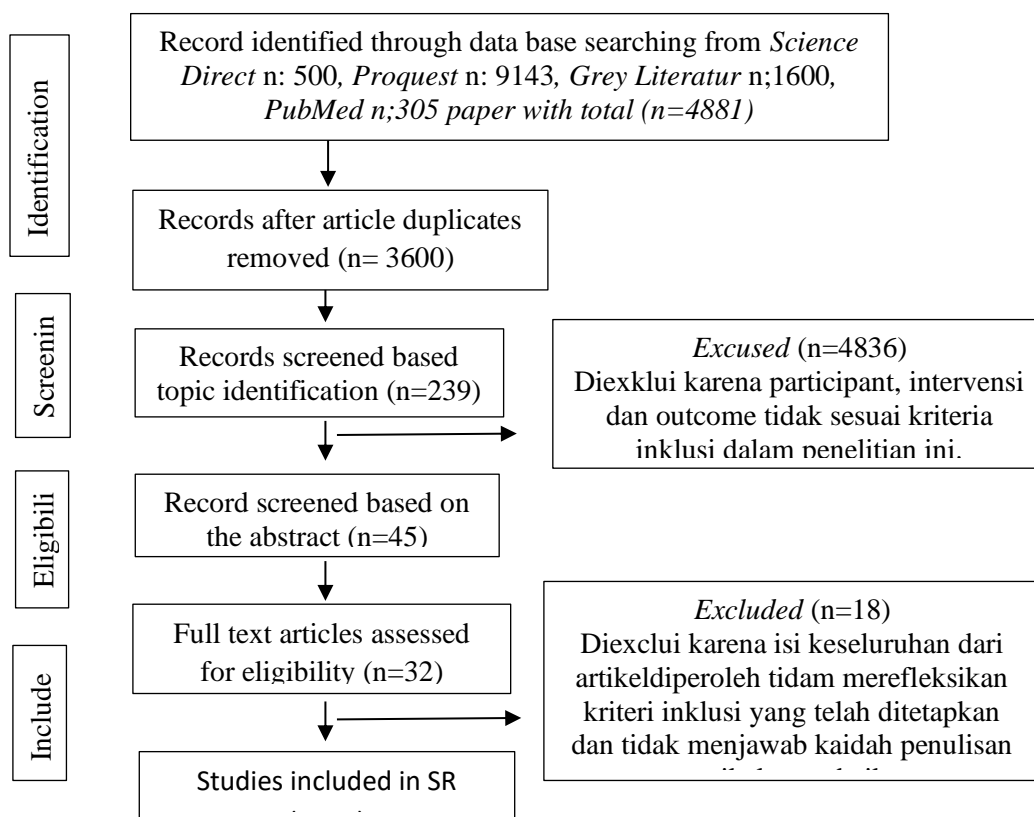 Identification
Record identified through data base searching from Science
Direct n: 500, Proquest n: 9143, Grey Literatur n;1600,
PubMed n;305 paper with total (n=4881)
Records after article duplicates
removed (n= 3600)
Screenin
Records screened based
topic identification (n=239)
Excused (n=4836)
Diexklui karena participant, intervensi
dan outcome tidak sesuai kriteria
inklusi dalam penelitian ini.
Eligibili
Record screened based on
the abstract (n=45)
Full text articles assessed
for eligibility (n=32)
Excluded (n=18)
Diexclui karena isi keseluruhan dari
artikeldiperoleh tidam merefleksikan
kriteri inklusi yang telah ditetapkan
dan tidak menjawab kaidah penulisan
Include
Studies included in SR